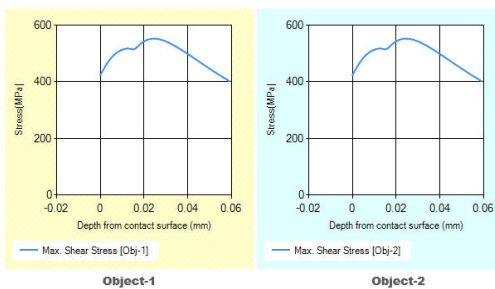 600
400
200
0
Stress[MPa]
-0.02 0 0.02 0.04 0.06
Depth from contact surface (mm)
Max. Shear Stress [Obj-1]
Object-1
600
400
200
0
Stress[MPa]
-0.02 0 0.02 0.04 0.06
Depth from contact surface (mm)
Max. Shear Stress [Obj-2]
Object-2